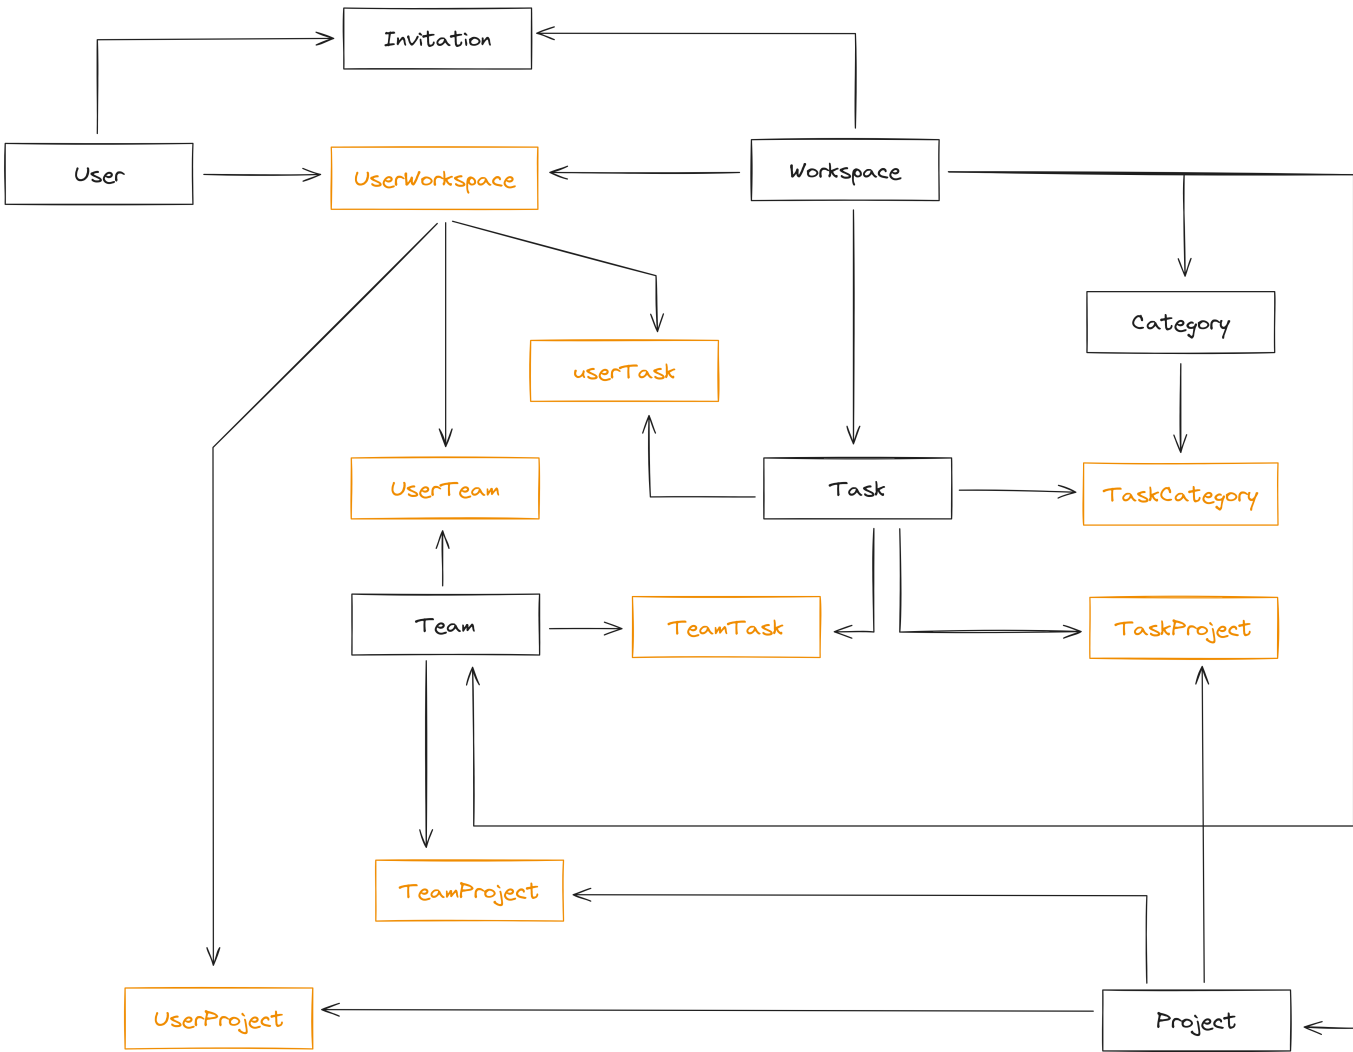 Invitation
User
UserWorkspace
Workspace
Category
userTask
UserTeam
Task
TaskCategory
Team
TeamTask
TaskProject
TeamProject
UserProject
Project